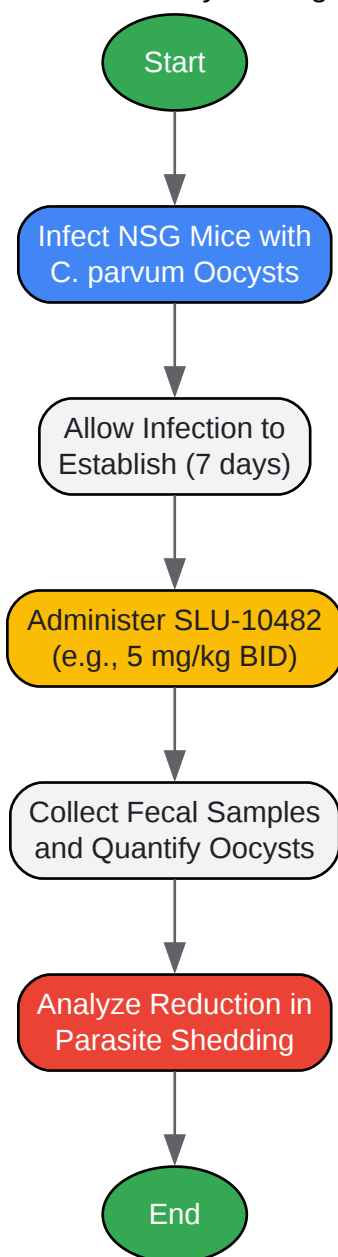 Start
Infect NSG Mice with
C. parvum Oocysts
Allow Infection to
Establish (7 days)
Administer SLU-10482
(e.g., 5 mg/kg BID)
Collect Fecal Samples
and Quantify Oocysts
Analyze Reduction in
Parasite Shedding
End